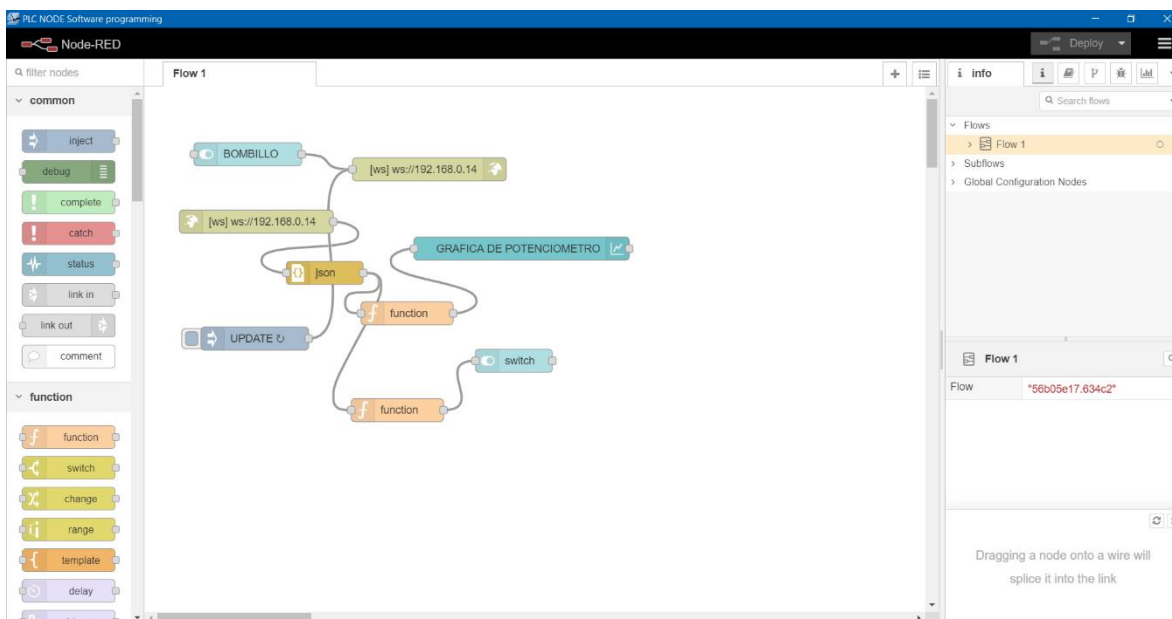 PLC NODE Software programming
Node-RED
Deploy
filter nodes
common
inject
debug
complete
catch
status
link in
link out
comment
function
function
switch
change
range
template
delay
Flow 1
BOMBILLO
[ws] ws://192.168.0.14
[ws] ws://192.168.0.14
GRAFICA DE POTENCIOMETRO
json
function
UPDATE ↻
switch
function
i info
i
Search flows
Flows
Flow 1
Subflows
Global Configuration Nodes
Flow 1
Flow "56b05e17.634c2"
Dragging a node onto a wire will
splice it into the link